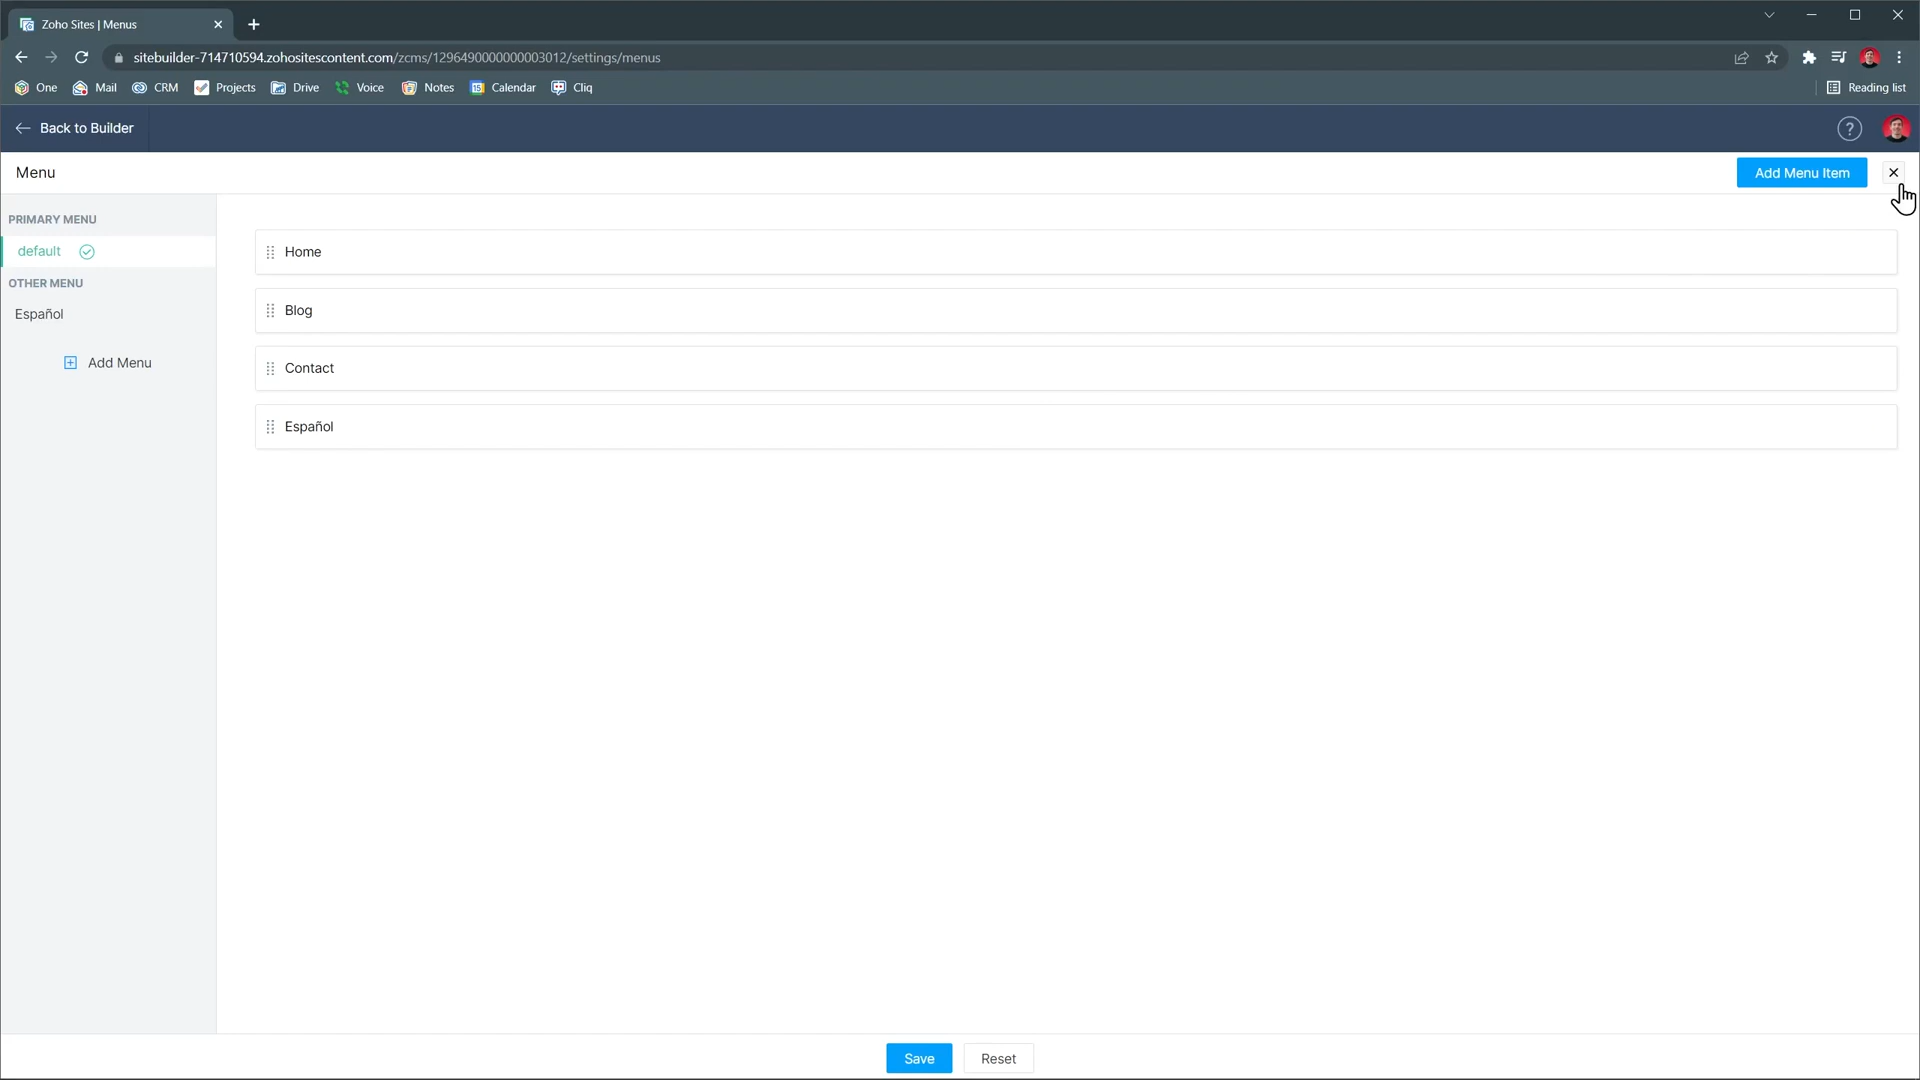 Zoho Sites | Menus
sitebuilder-714710594.zohositescontent.com/zcms/1296490000000003012/settings/menus
One Mail CRM Projects Drive Voice Notes Calendar Cliq Reading list
Back to Builder
Menu Add Menu Item
PRIMARY MENU
default
OTHER MENU
Español
Add Menu
Home
Blog
Contact
Español
Save Reset